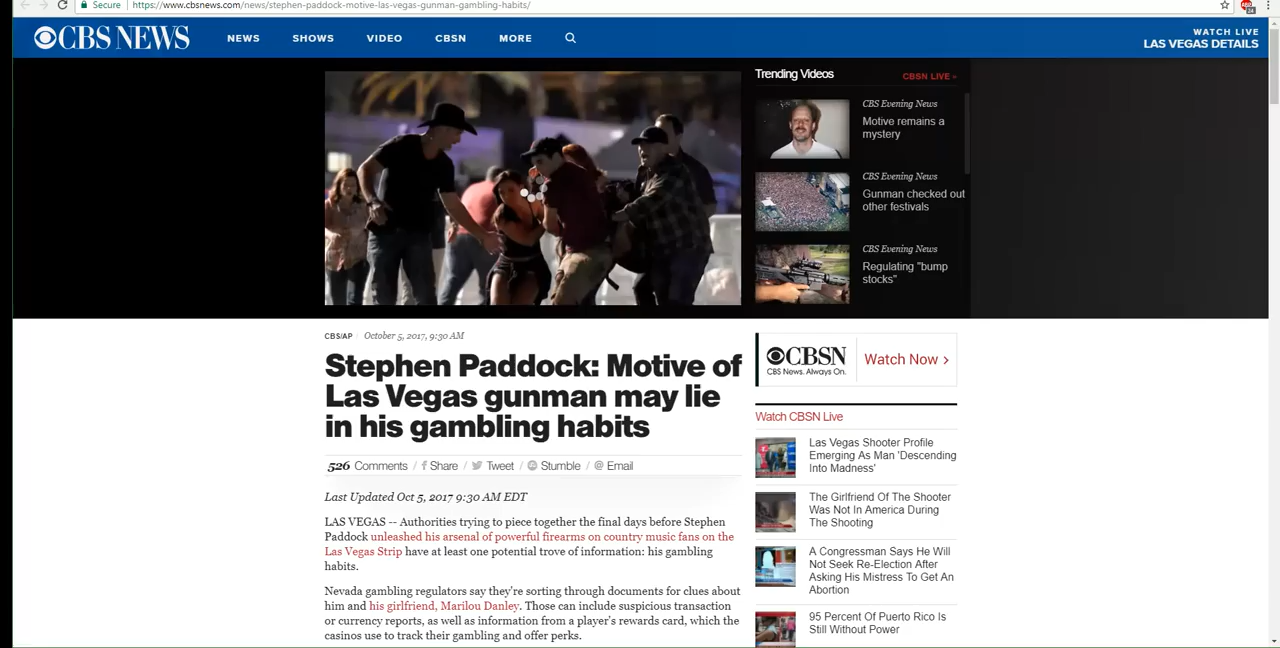 Secure
https://www.cbsnews.com/news/stephen-paddock-motive-las-vegas-gunman-gambling-habits/
CBS NEWS
NEWS
SHOWS
VIDEO
CBSN
MORE
WATCH LIVE
LAS VEGAS DETAILS
Trending Videos
CBSN LIVE »
CBS Evening News
Motive remains a
mystery
CBS Evening News
Gunman checked out
other festivals
CBS Evening News
Regulating "bump
stocks"
CBS/AP
October 5, 2017, 9:30 AM
Stephen Paddock: Motive of
Las Vegas gunman may lie
in his gambling habits
526 Comments / f Share / Tweet / Stumble / @ Email
Last Updated Oct 5, 2017 9:30 AM EDT
LAS VEGAS -- Authorities trying to piece together the final days before Stephen
Paddock unleashed his arsenal of powerful firearms on country music fans on the
Las Vegas Strip have at least one potential trove of information: his gambling
habits.
Nevada gambling regulators say they're sorting through documents for clues about
him and his girlfriend, Marilou Danley. Those can include suspicious transaction
or currency reports, as well as information from a player's rewards card, which the
casinos use to track their gambling and offer perks.
CBSN
CBS News. Always On.
Watch Now >
Watch CBSN Live
Las Vegas Shooter Profile
Emerging As Man 'Descending
Into Madness'
The Girlfriend Of The Shooter
Was Not In America During
The Shooting
A Congressman Says He Will
Not Seek Re-Election After
Asking His Mistress To Get An
Abortion
95 Percent Of Puerto Rico Is
Still Without Power